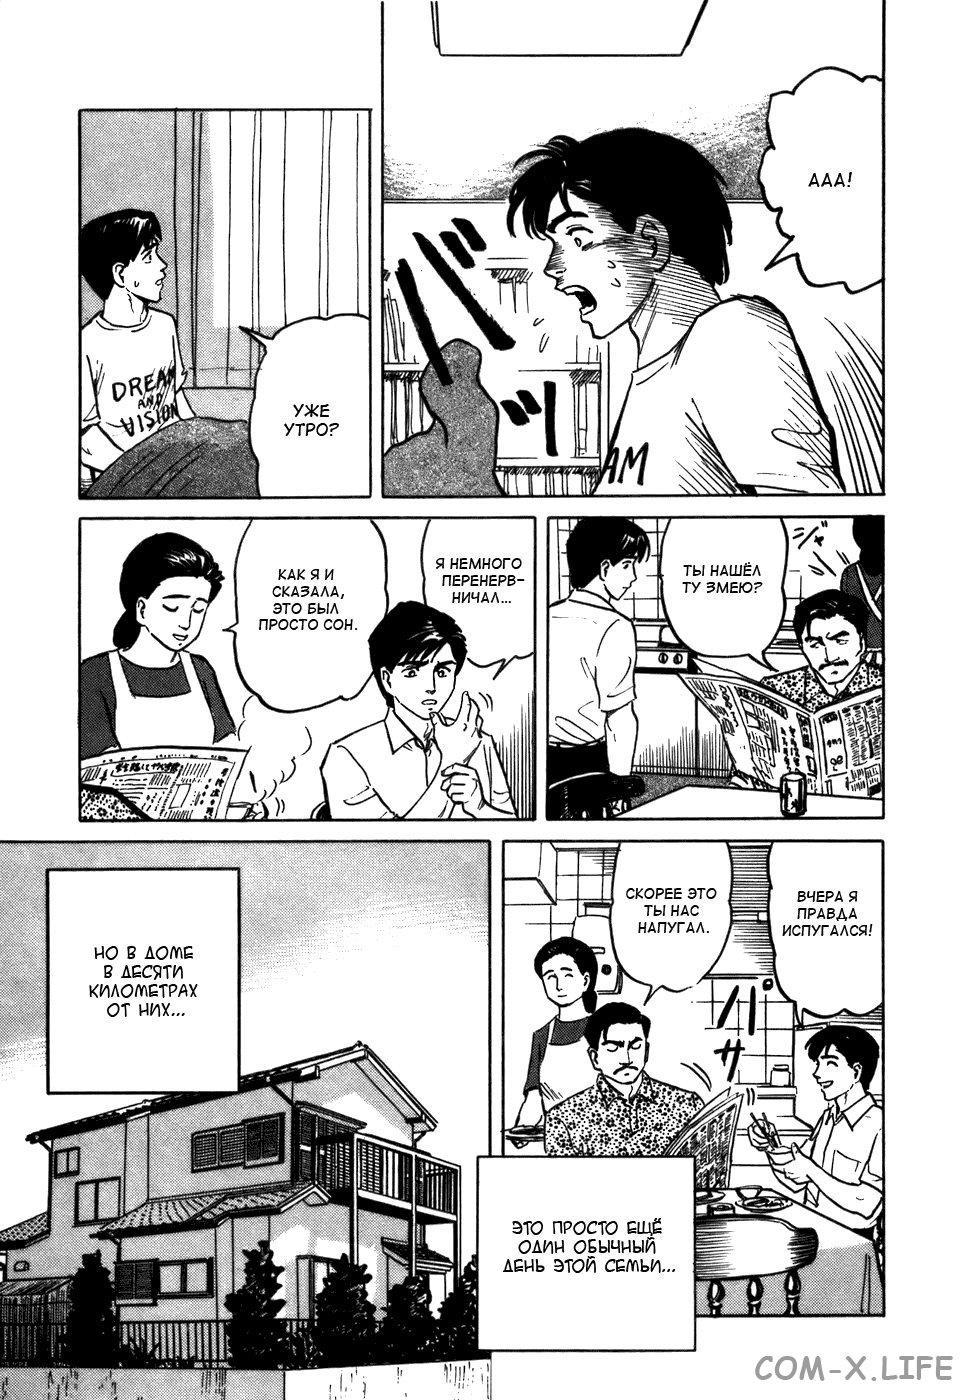 ААА!
УЖЕ
УТРО?
DREAM
AND
VISION
AM
ТЫ НАШЁЛ
ТУ ЗМЕЮ?
Я НЕМНОГО
ПЕРЕНЕРВ-
НИЧАЛ...
КАК Я И
СКАЗАЛА,
ЭТО БЫЛ
ПРОСТО СОН.
ВЧЕРА Я
ПРАВДА
ИСПУГАЛСЯ!
СКОРЕЕ ЭТО
ТЫ НАС
НАПУГАЛ.
ЭТО ПРОСТО ЕЩЁ
ОДИН ОБЫЧНЫЙ
ДЕНЬ ЭТОЙ СЕМЬИ...
НО В ДОМЕ
В ДЕСЯТИ
КИЛОМЕТРАХ
ОТ НИХ...
COM-X.LIFE